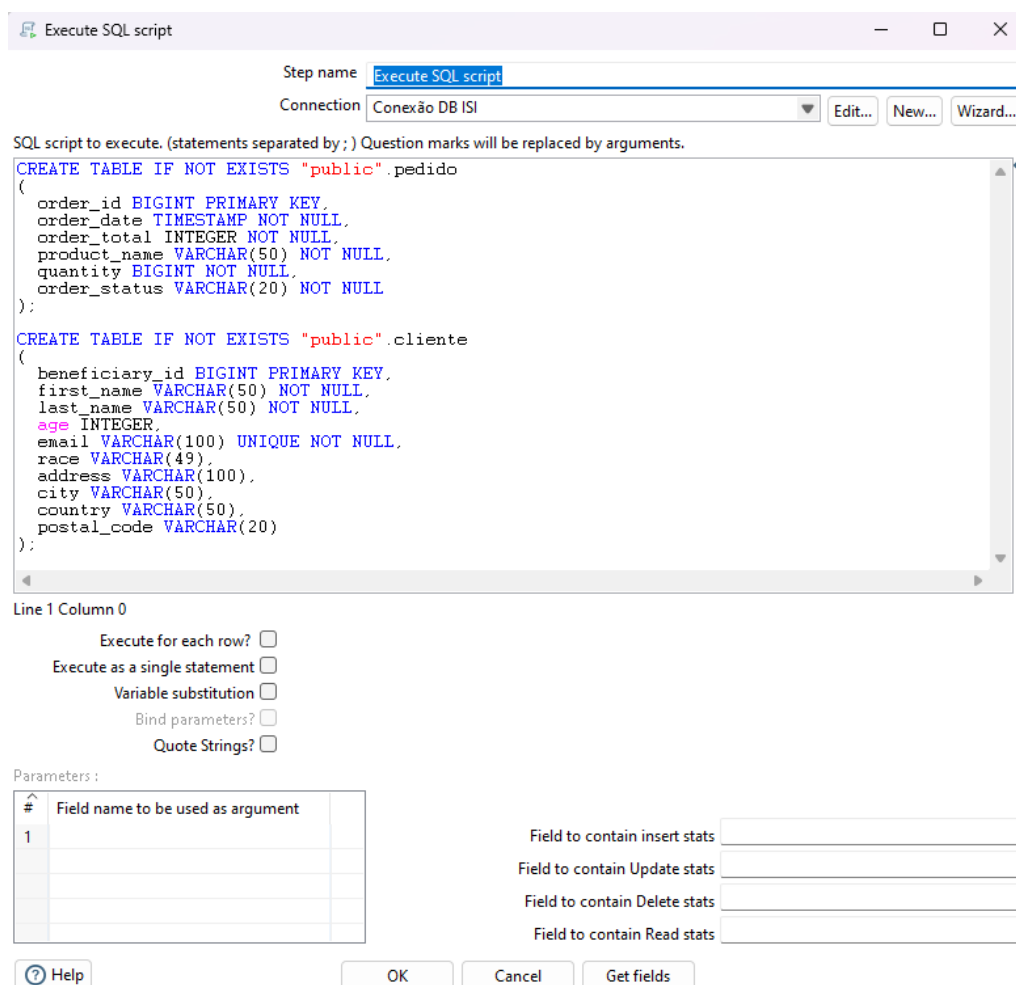 Execute SQL script
Step name Execute SQL script
Connection Conexão DB ISI Edit... New... Wizard...
SQL script to execute. (statements separated by ; ) Question marks will be replaced by arguments.
CREATE TABLE IF NOT EXISTS "public".pedido
(
  order_id BIGINT PRIMARY KEY,
  order_date TIMESTAMP NOT NULL,
  order_total INTEGER NOT NULL,
  product_name VARCHAR(50) NOT NULL,
  quantity BIGINT NOT NULL,
  order_status VARCHAR(20) NOT NULL
);
CREATE TABLE IF NOT EXISTS "public".cliente
(
  beneficiary_id BIGINT PRIMARY KEY,
  first_name VARCHAR(50) NOT NULL,
  last_name VARCHAR(50) NOT NULL,
  age INTEGER,
  email VARCHAR(100) UNIQUE NOT NULL,
  race VARCHAR(49),
  address VARCHAR(100),
  city VARCHAR(50),
  country VARCHAR(50),
  postal_code VARCHAR(20)
);
Line 1 Column 0
Execute for each row?
Execute as a single statement
Variable substitution
Bind parameters?
Quote Strings?
Parameters :
# Field name to be used as argument
1
Field to contain insert stats
Field to contain Update stats
Field to contain Delete stats
Field to contain Read stats
? Help OK Cancel Get fields